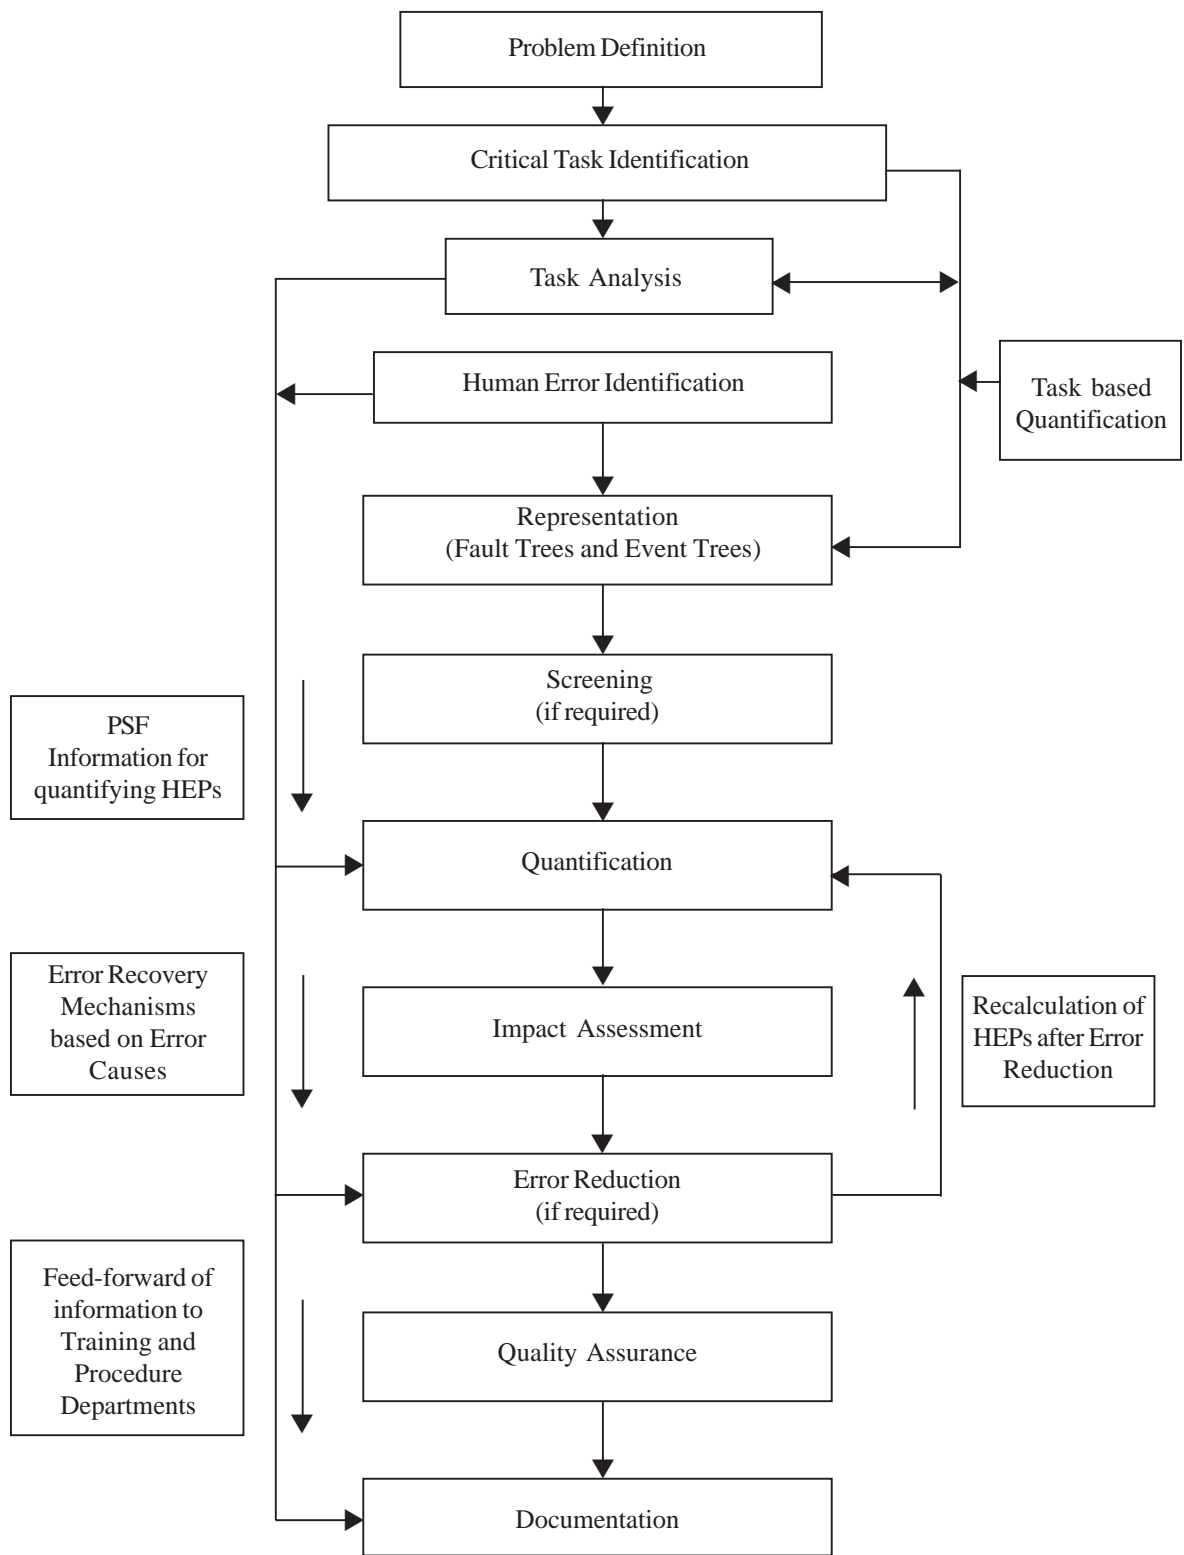 Problem Definition
Critical Task Identification
Task Analysis
Human Error Identification
Task based
Quantification
Representation
(Fault Trees and Event Trees)
Screening
(if required)
PSF
Information for
quantifying HEPs
Quantification
Error Recovery
Mechanisms
based on Error
Causes
Impact Assessment
Recalculation of
HEPs after Error
Reduction
Error Reduction
(if required)
Feed-forward of
information to
Training and
Procedure
Departments
Quality Assurance
Documentation